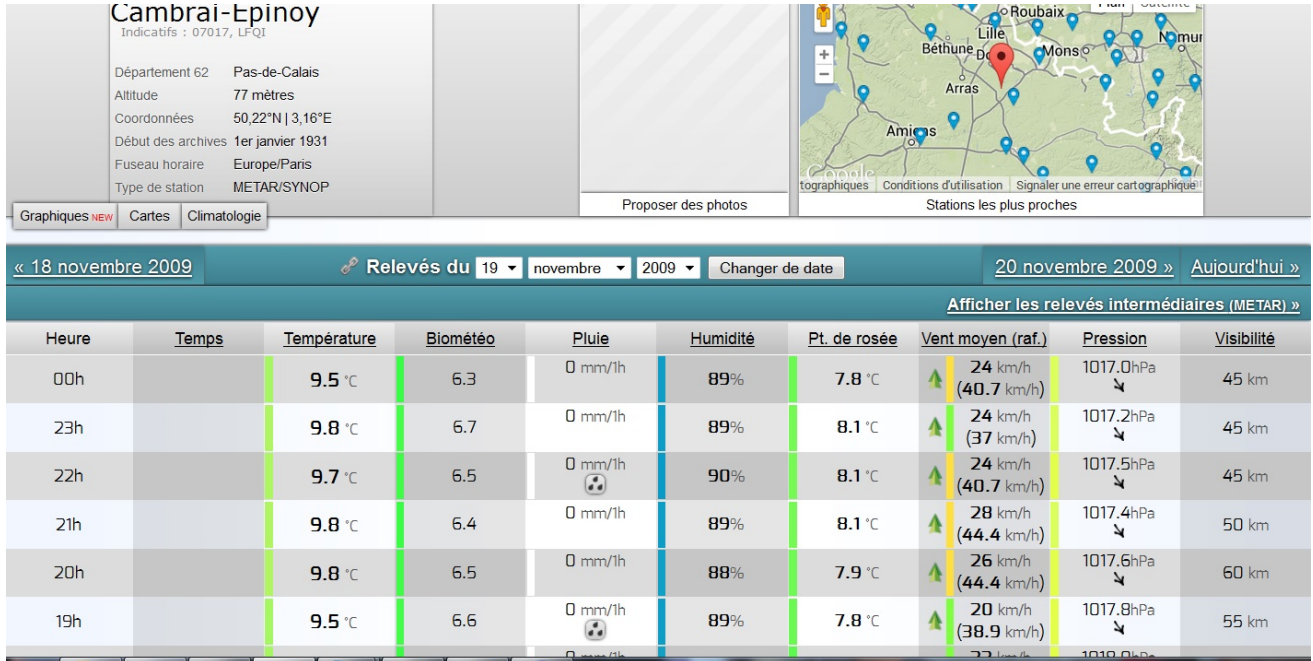 Cambrai-Epinoy
Indicatifs : 07017, LFQI
Département 62 Pas-de-Calais
Altitude 77 mètres
Coordonnées 50,22°N | 3,16°E
Début des archives 1er janvier 1931
Fuseau horaire Europe/Paris
Type de station METAR/SYNOP
Graphiques NEW Cartes Climatologie
Proposer des photos
Plan Satellite
Roubaix
Lille
Namur
Béthune
Mons
Arras
Amiens
Google
tographiques Conditions d'utilisation Signaler une erreur cartographique
Stations les plus proches
« 18 novembre 2009 Relevés du 19 novembre 2009 Changer de date 20 novembre 2009 » Aujourd'hui »
Afficher les relevés intermédiaires (METAR) »
Heure Temps Température Biométéo Pluie Humidité Pt. de rosée Vent moyen (raf.) Pression Visibilité
00h 9.5 °C 6.3 0 mm/1h 89% 7.8 °C 24 km/h (40.7 km/h) 1017.0hPa 45 km
23h 9.8 °C 6.7 0 mm/1h 89% 8.1 °C 24 km/h (37 km/h) 1017.2hPa 45 km
22h 9.7 °C 6.5 0 mm/1h 90% 8.1 °C 24 km/h (40.7 km/h) 1017.5hPa 45 km
21h 9.8 °C 6.4 0 mm/1h 89% 8.1 °C 28 km/h (44.4 km/h) 1017.4hPa 50 km
20h 9.8 °C 6.5 0 mm/1h 88% 7.9 °C 26 km/h (44.4 km/h) 1017.6hPa 60 km
19h 9.5 °C 6.6 0 mm/1h 89% 7.8 °C 20 km/h (38.9 km/h) 1017.8hPa 55 km